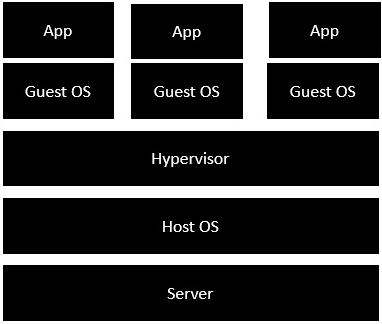 App App App
Guest OS Guest OS Guest OS
Hypervisor
Host OS
Server